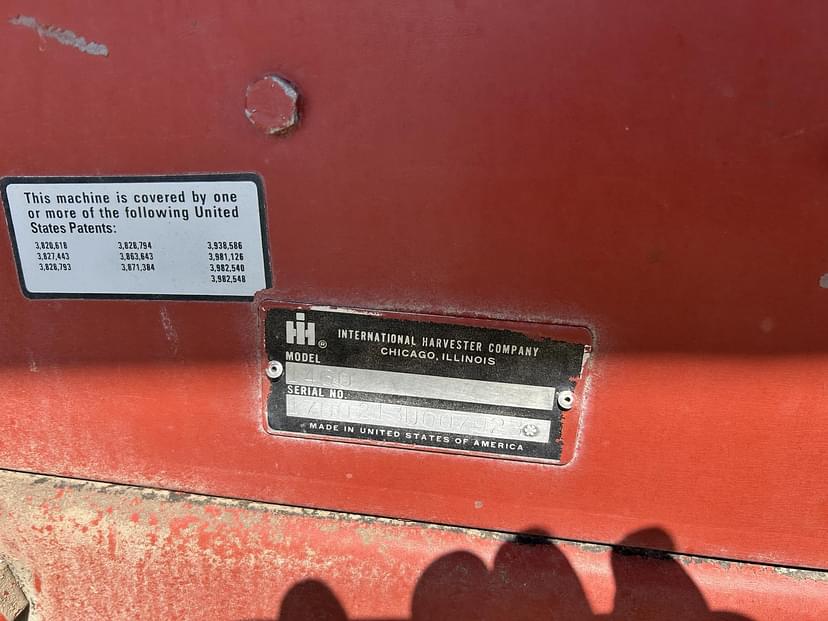 This machine is covered by one
or more of the following United
States Patents:
3,820,618 3,828,794 3,938,586
3,827,443 3,863,643 3,981,126
3,828,793 3,871,384 3,982,540
3,982,548
IH ®
INTERNATIONAL HARVESTER COMPANY
CHICAGO, ILLINOIS
MODEL
1460
SERIAL NO.
MADE IN UNITED STATES OF AMERICA